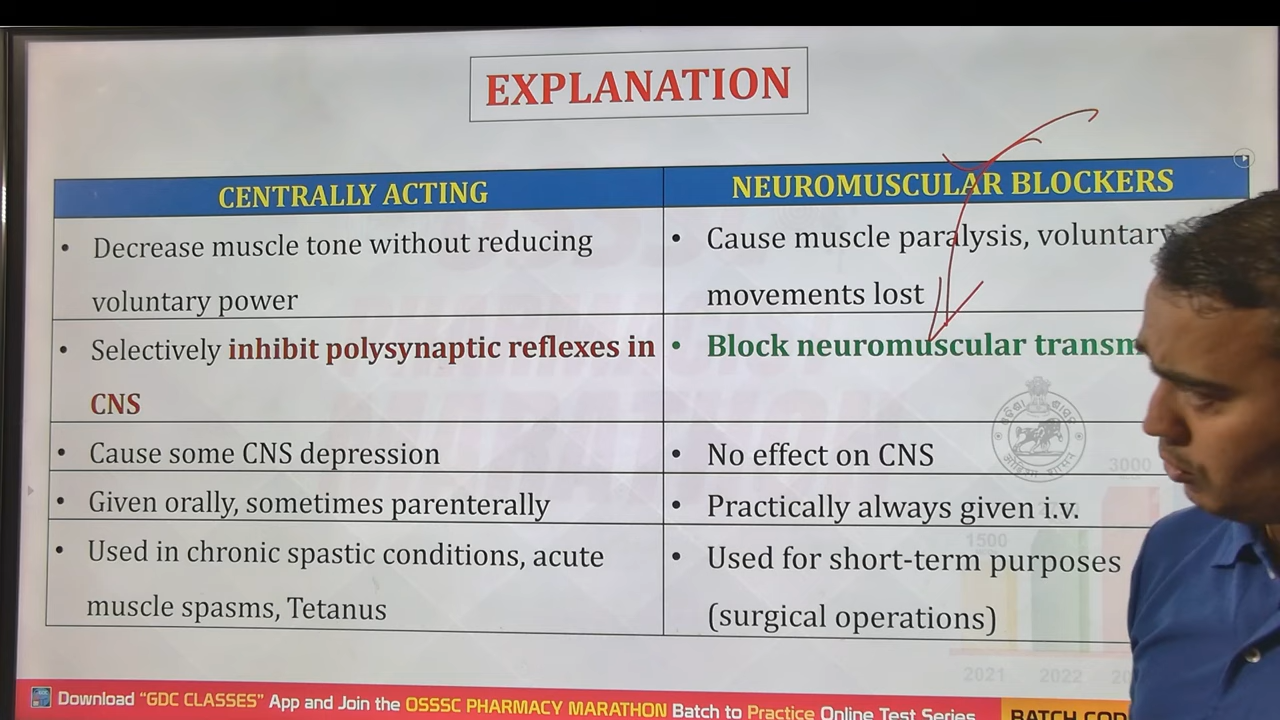 EXPLANATION
CENTRALLY ACTING
NEUROMUSCULAR BLOCKERS
• Decrease muscle tone without reducing
voluntary power
• Cause muscle paralysis, voluntary
movements lost
• Selectively inhibit polysynaptic reflexes in
CNS
• Block neuromuscular transm
• Cause some CNS depression
• No effect on CNS
• Given orally, sometimes parenterally
• Practically always given i.v.
• Used in chronic spastic conditions, acute
muscle spasms, Tetanus
• Used for short-term purposes
(surgical operations)
3000
1500
2021 2022
Download “GDC CLASSES” App and Join the OSSSC PHARMACY MARATHON Batch to Practice Online Test Series
BATCH COD